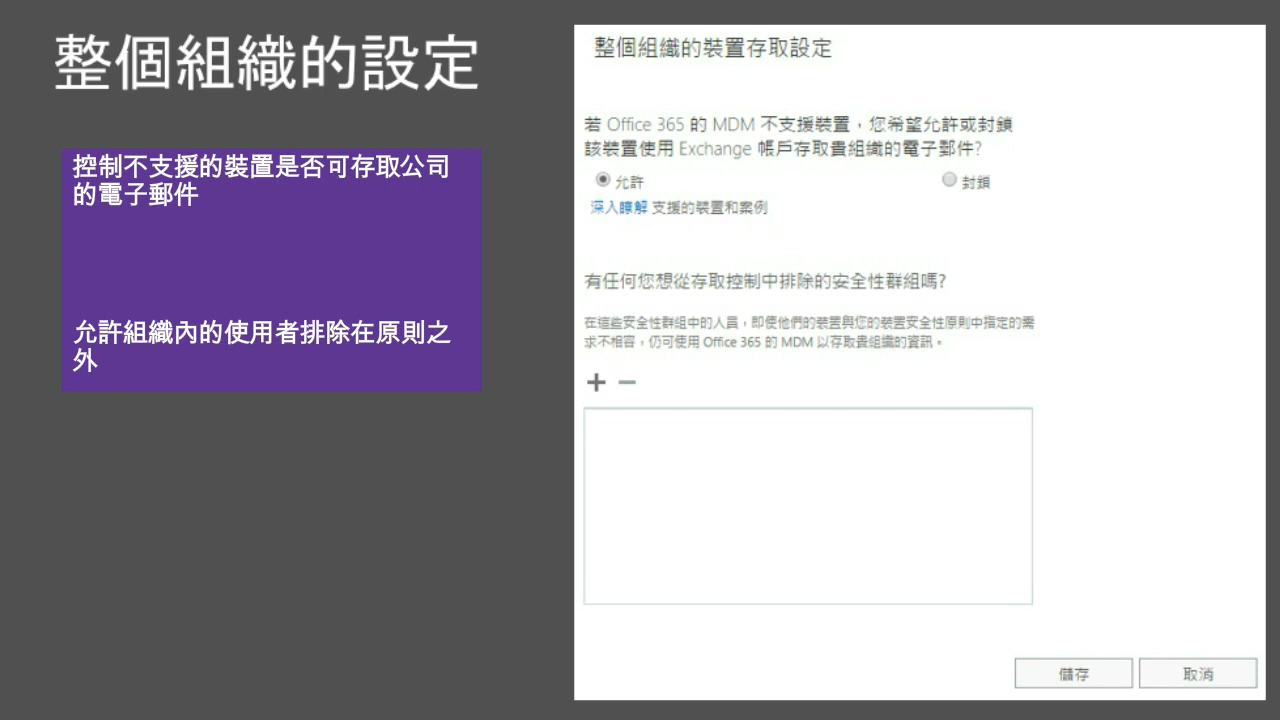 整個組織的設定
控制不支援的裝置是否可存取公司
的電子郵件
允許組織內的使用者排除在原則之
外
整個組織的裝置存取設定
若 Office 365 的 MDM 不支援裝置，您希望允許或封鎖
該裝置使用 Exchange 帳戶存取貴組織的電子郵件?
允許
封鎖
深入瞭解 支援的裝置和案例
有任何您想從存取控制中排除的安全性群組嗎?
在這些安全性群組中的人員，即使他們的裝置與您的裝置安全性原則中指定的需
求不相容，仍可使用 Office 365 的 MDM 以存取貴組織的資訊。
儲存
取消